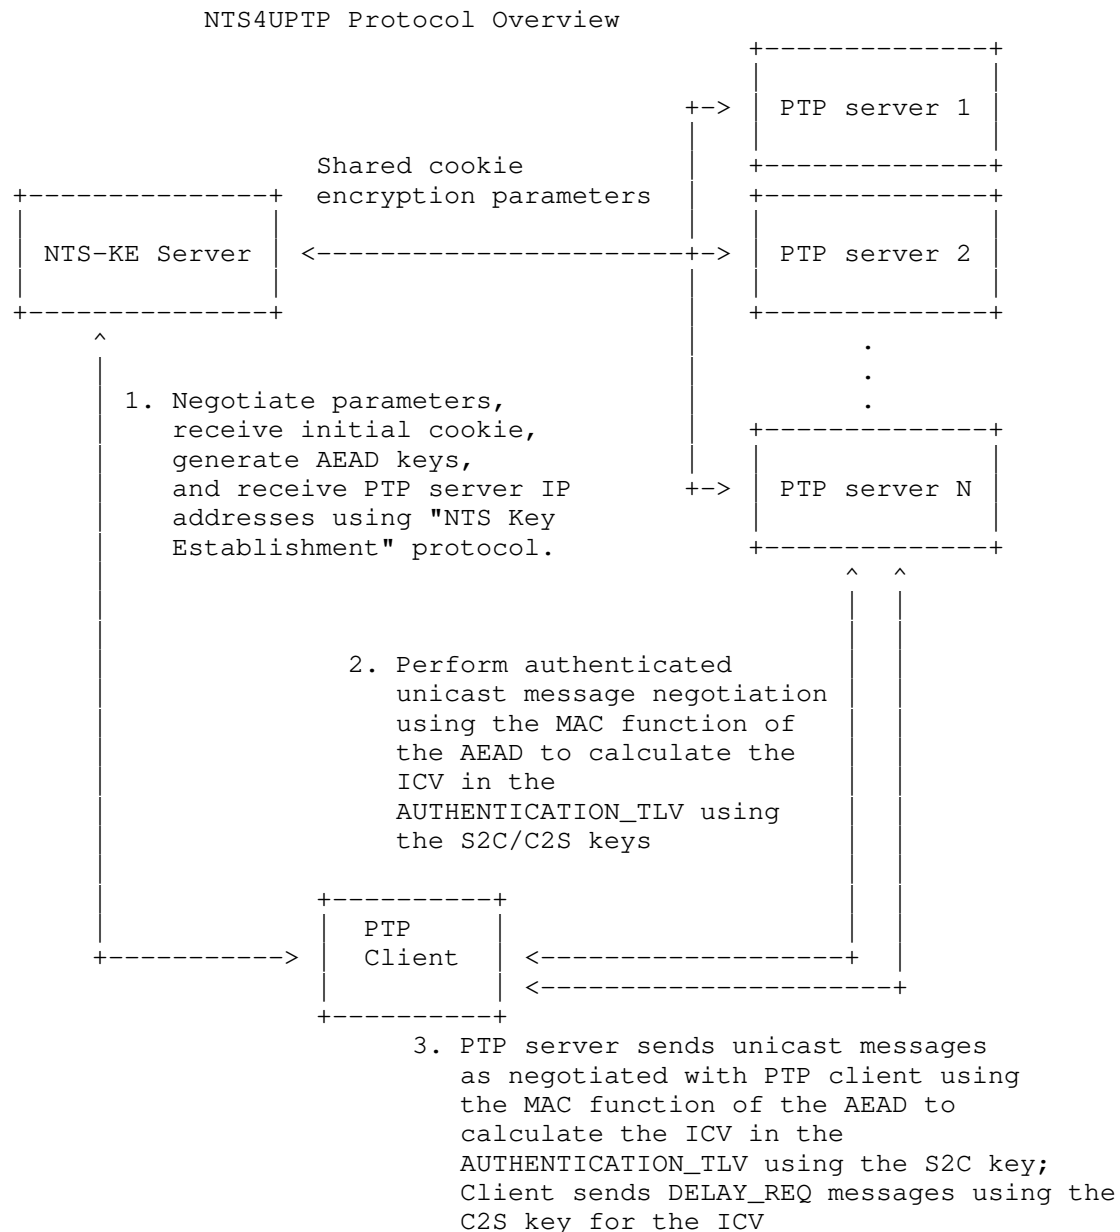 NTS4UPTP Protocol Overview
PTP server 1
Shared cookie
encryption parameters
NTS-KE Server
PTP server 2
.
.
.
1. Negotiate parameters,
receive initial cookie,
generate AEAD keys,
and receive PTP server IP
addresses using "NTS Key
Establishment" protocol.
PTP server N
2. Perform authenticated
unicast message negotiation
using the MAC function of
the AEAD to calculate the
ICV in the
AUTHENTICATION_TLV using
the S2C/C2S keys
PTP
Client
3. PTP server sends unicast messages
as negotiated with PTP client using
the MAC function of the AEAD to
calculate the ICV in the
AUTHENTICATION_TLV using the S2C key;
Client sends DELAY_REQ messages using the
C2S key for the ICV